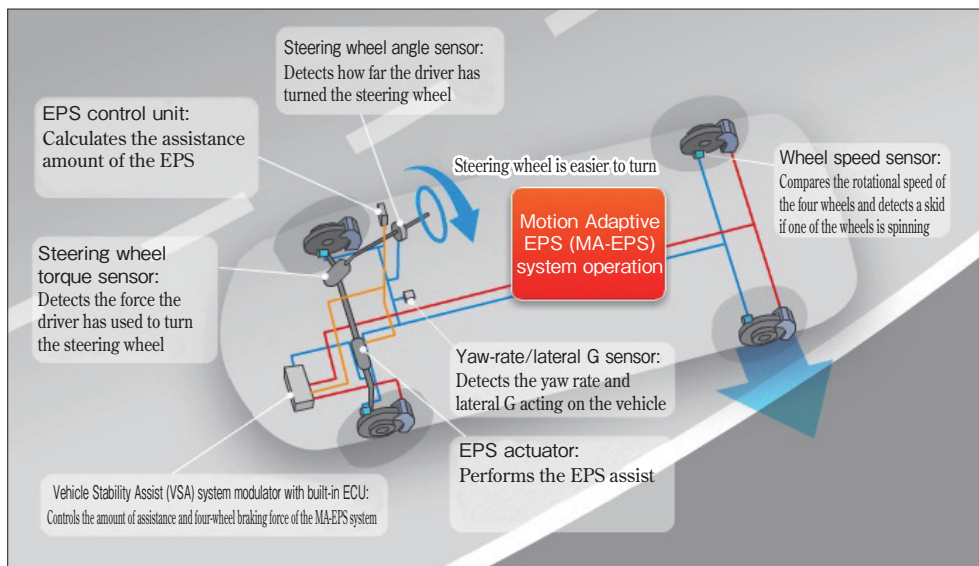 Steering wheel angle sensor:
Detects how far the driver has
turned the steering wheel
EPS control unit:
Calculates the assistance
amount of the EPS
Steering wheel is easier to turn
Wheel speed sensor:
Compares the rotational speed of
the four wheels and detects a skid
if one of the wheels is spinning
Motion Adaptive
EPS (MA-EPS)
system operation
Steering wheel
torque sensor:
Detects the force the
driver has used to turn
the steering wheel
Yaw-rate/lateral G sensor:
Detects the yaw rate and
lateral G acting on the vehicle
EPS actuator:
Performs the EPS assist
Vehicle Stability Assist (VSA) system modulator with built-in ECU:
Controls the amount of assistance and four-wheel braking force of the MA-EPS system